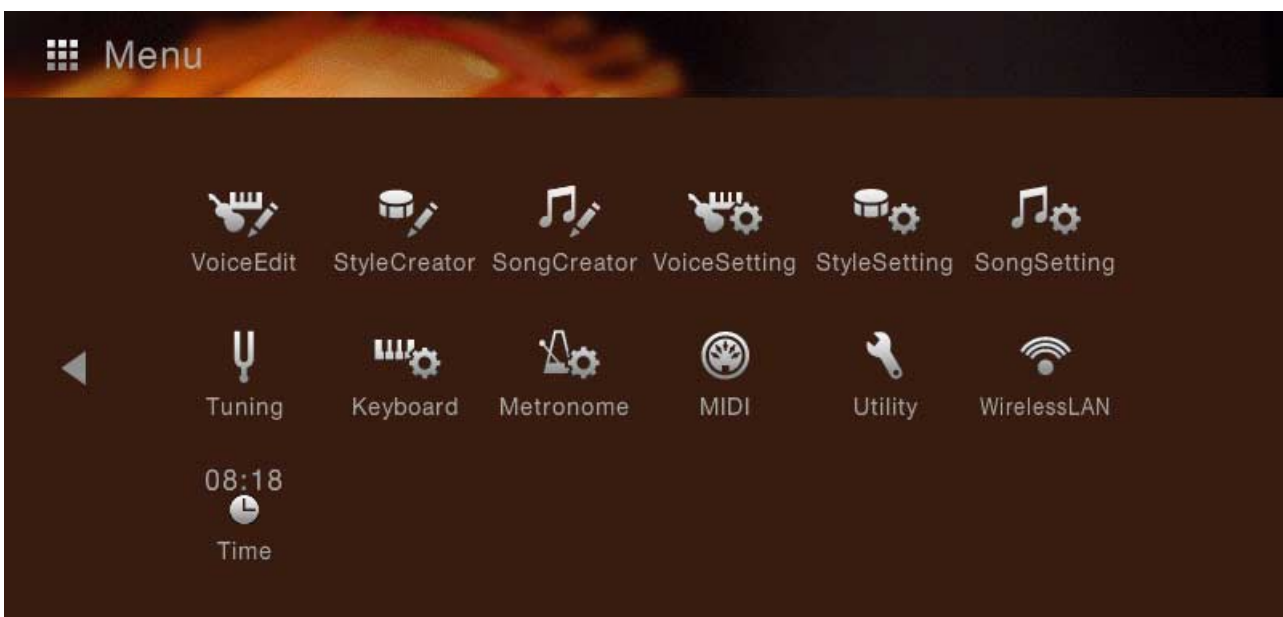 Menu
VoiceEdit StyleCreator SongCreator VoiceSetting StyleSetting SongSetting
Tuning Keyboard Metronome MIDI Utility WirelessLAN
08:18
Time